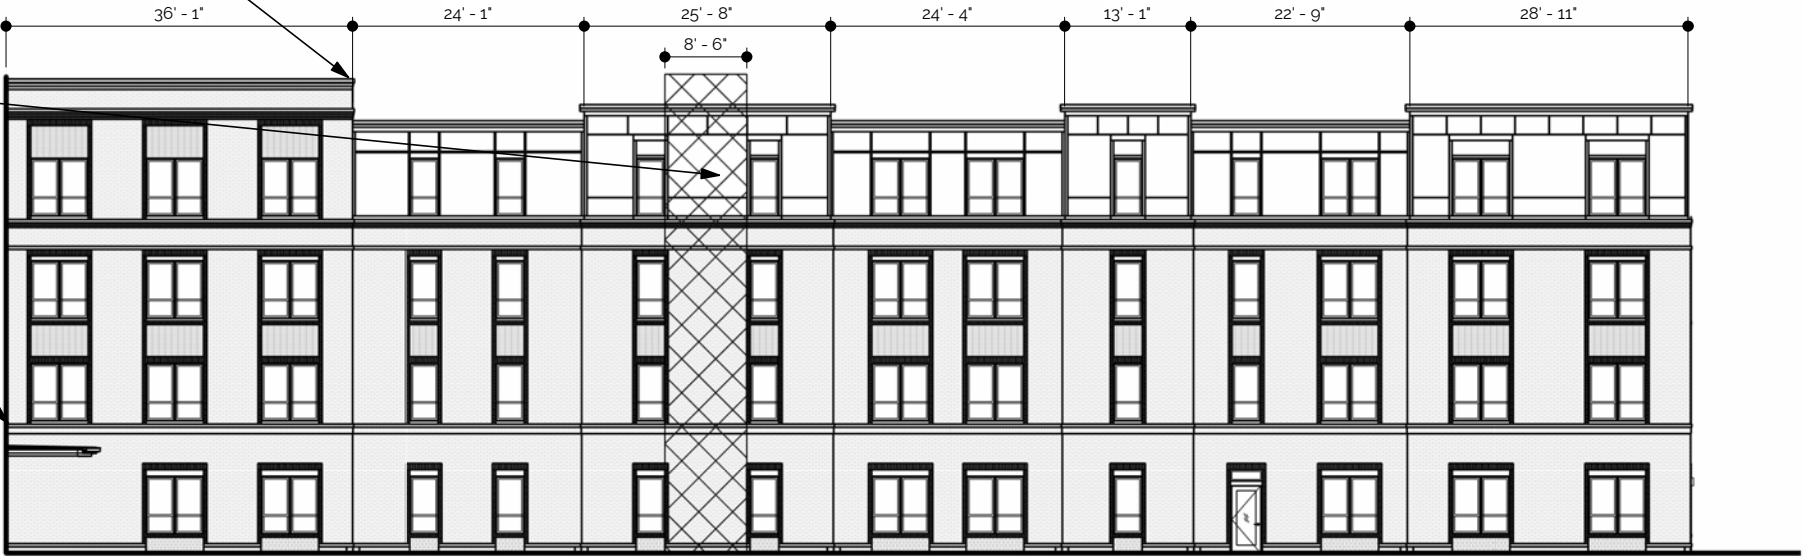 36' - 1" 24' - 1" 25' - 8" 24' - 4" 13' - 1" 22' - 9" 28' - 11"
8' - 6"